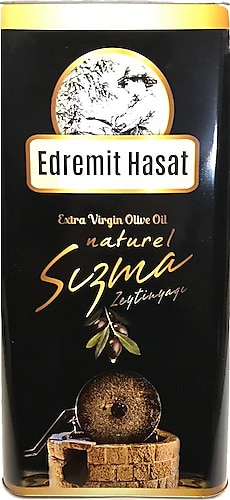 Edremit Hasat
Extra Virgin Olive Oil
naturel
Sızma
Zeytinyağı